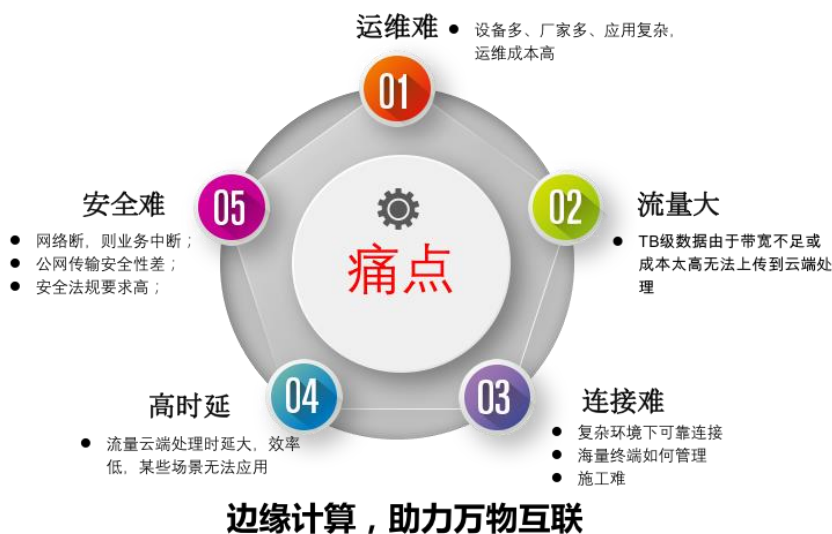 运维难
● 设备多、厂家多、应用复杂,
运维成本高
01
02
流量大
● TB级数据由于带宽不足或
成本太高无法上传到云端处
理
03
连接难
● 复杂环境下可靠连接
● 海量终端如何管理
● 施工难
04
高时延
● 流量云端处理时延大, 效率
低, 某些场景无法应用
05
安全难
● 网络断, 则业务中断;
● 公网传输安全性差;
● 安全法规要求高;
痛点
边缘计算，助力万物互联